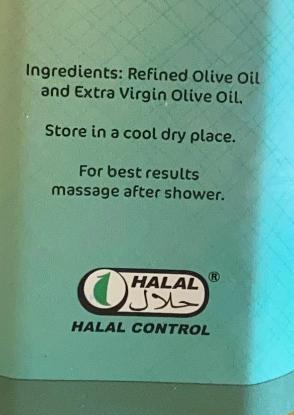 Ingredients: Refined Olive Oil
and Extra Virgin Olive Oil.
Store in a cool dry place.
For best results
massage after shower.
HALAL ®
حلال
HALAL CONTROL